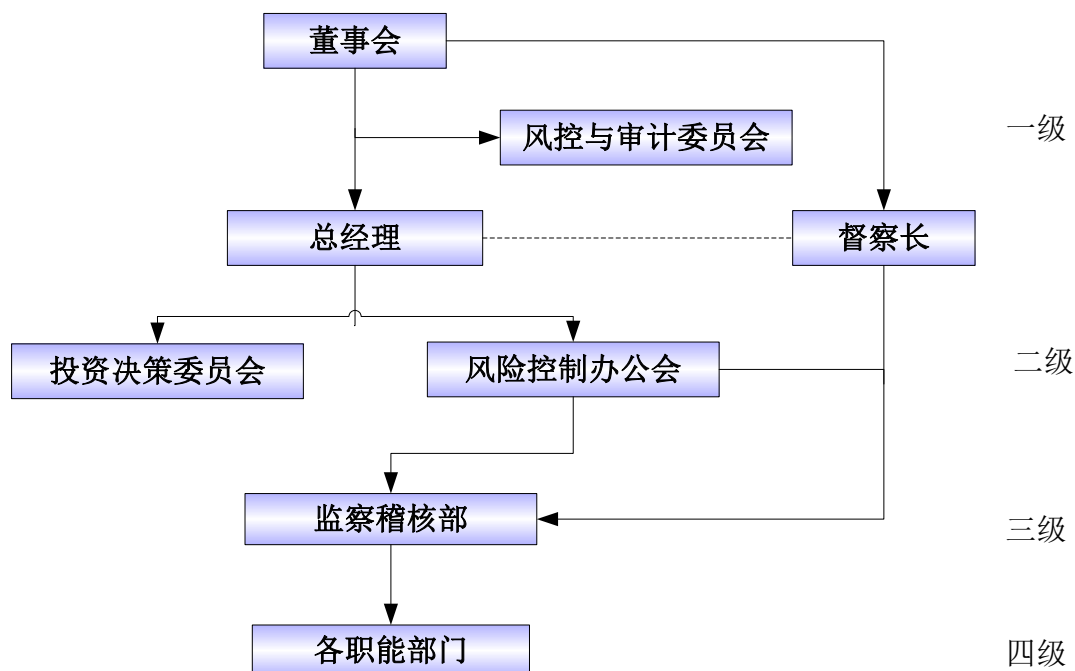 董事会
风控与审计委员会
一级
总经理
督察长
投资决策委员会
风险控制办公会
二级
监察稽核部
三级
各职能部门
四级